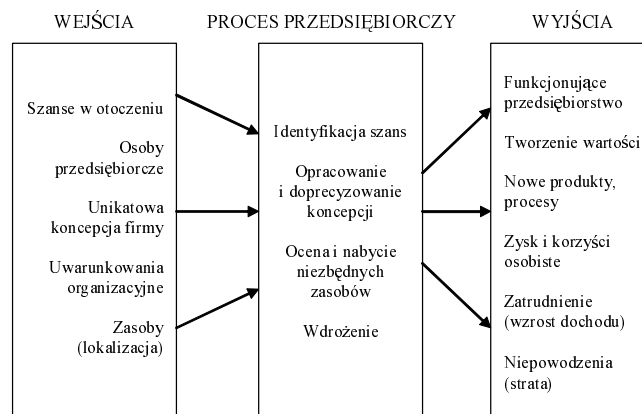 WEJŚCIA
PROCES PRZEDSIĘBIORCZY
WYJŚCIA
Szanse w otoczeniu
Osoby
przedsiębiorcze
Unikatowa
koncepcja firmy
Uwarunkowania
organizacyjne
Zasoby
(lokalizacja)
Identyfikacja szans
Opracowanie
i doprecyzowanie
koncepcji
Ocena i nabycie
niezbędnych
zasobów
Wdrożenie
Funkcjonujące
przedsiębiorstwo
Tworzenie wartości
Nowe produkty,
procesy
Zysk i korzyści
osobiste
Zatrudnienie
(wzrost dochodu)
Niepowodzenia
(strata)